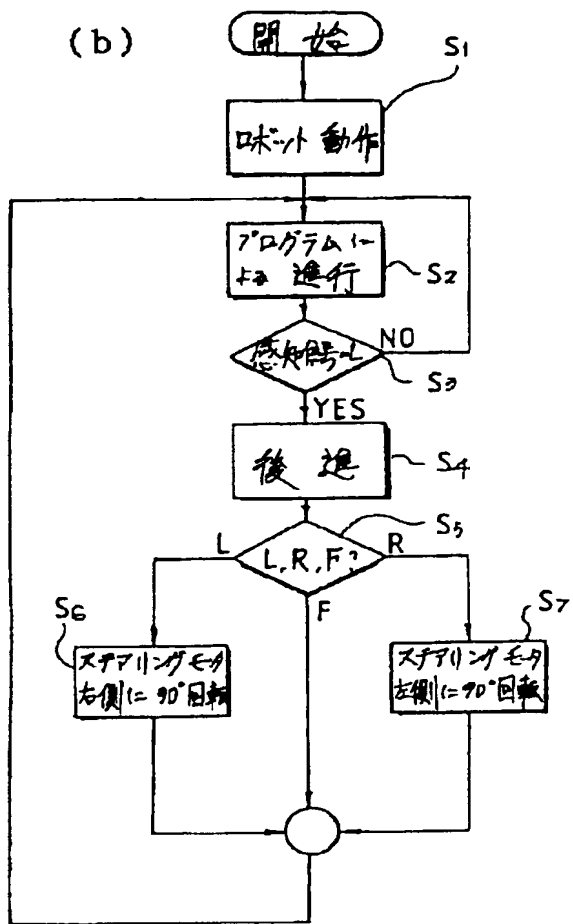 (b)
開始
S1
ロボット動作
プログラムに
よる 進行
S2
感知信号=L
NO
S3
YES
後進
S4
S5
L
L,R,F?
R
F
S6
ステアリングモータ
右側に90°回転
S7
ステアリングモータ
左側に90°回転